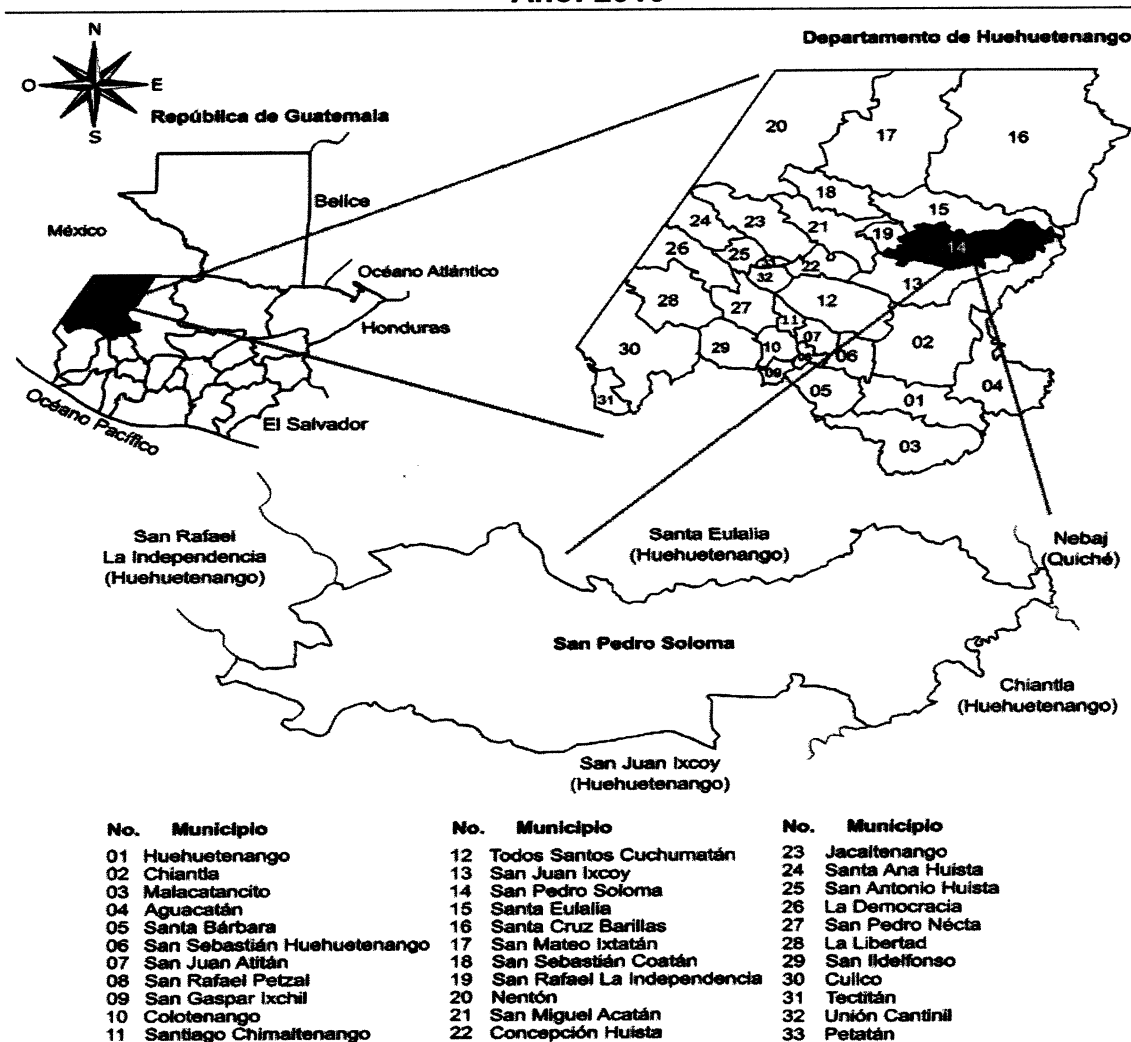 Año: 2016
Departamento de Huehuetenango
N
O
E
S
República de Guatemala
México
Belice
Océano Atlántico
Honduras
El Salvador
Océano Pacífico
20
17
16
18
15
24
23
21
19
14
26
25
33
32
22
13
28
27
12
11
30
29
10
07
08
06
02
09
05
04
31
01
03
San Rafael
La Independencia
(Huehuetenango)
Santa Eulalia
(Huehuetenango)
Nebaj
(Quiché)
San Pedro Soloma
Chiantla
(Huehuetenango)
San Juan Ixcoy
(Huehuetenango)
No. Municipio
01 Huehuetenango
02 Chiantla
03 Malacatancito
04 Aguacatán
05 Santa Bárbara
06 San Sebastián Huehuetenango
07 San Juan Atitán
08 San Rafael Petzal
09 San Gaspar Ixchil
10 Colotenango
11 Santiago Chimaltenango
No. Municipio
12 Todos Santos Cuchumatán
13 San Juan Ixcoy
14 San Pedro Soloma
15 Santa Eulalia
16 Santa Cruz Barillas
17 San Mateo Ixtatán
18 San Sebastián Coatán
19 San Rafael La Independencia
20 Nentón
21 San Miguel Acatán
22 Concepción Huista
No. Municipio
23 Jacaltenango
24 Santa Ana Huista
25 San Antonio Huista
26 La Democracia
27 San Pedro Nécta
28 La Libertad
29 San Ildelfonso
30 Cuilco
31 Tectitán
32 Unión Cantinil
33 Petatán